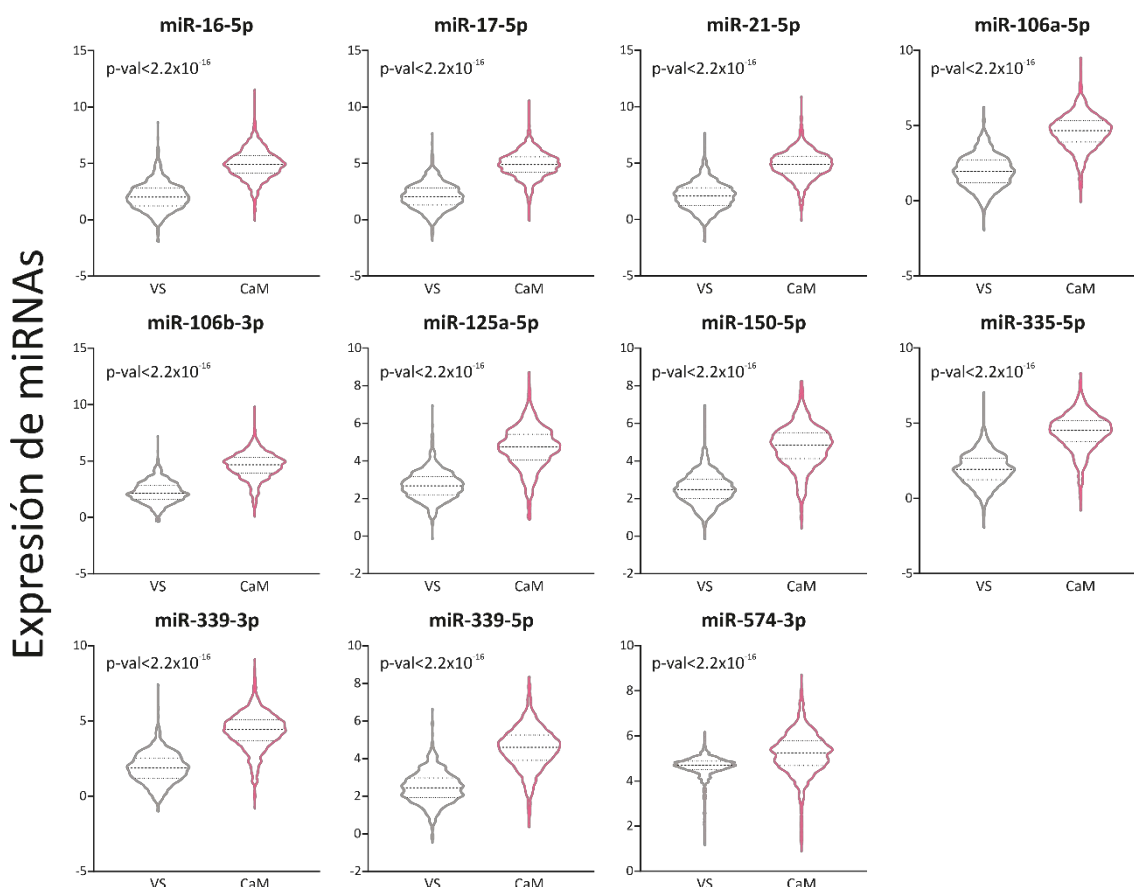 Expresión de miRNAs
miR-16-5p
p-val<2.2x10⁻¹⁶
15
10
5
0
-5
VS CaM
miR-17-5p
p-val<2.2x10⁻¹⁶
15
10
5
0
-5
VS CaM
miR-21-5p
p-val<2.2x10⁻¹⁶
15
10
5
0
-5
VS CaM
miR-106a-5p
p-val<2.2x10⁻¹⁶
10
5
0
-5
VS CaM
miR-106b-3p
p-val<2.2x10⁻¹⁶
15
10
5
0
-5
VS CaM
miR-125a-5p
p-val<2.2x10⁻¹⁶
10
8
6
4
2
0
-2
VS CaM
miR-150-5p
p-val<2.2x10⁻¹⁶
10
8
6
4
2
0
-2
VS CaM
miR-335-5p
p-val<2.2x10⁻¹⁶
10
5
0
-5
VS CaM
miR-339-3p
p-val<2.2x10⁻¹⁶
10
5
0
-5
VS CaM
miR-339-5p
p-val<2.2x10⁻¹⁶
10
8
6
4
2
0
-2
VS CaM
miR-574-3p
p-val<2.2x10⁻¹⁶
10
8
6
4
2
0
VS CaM